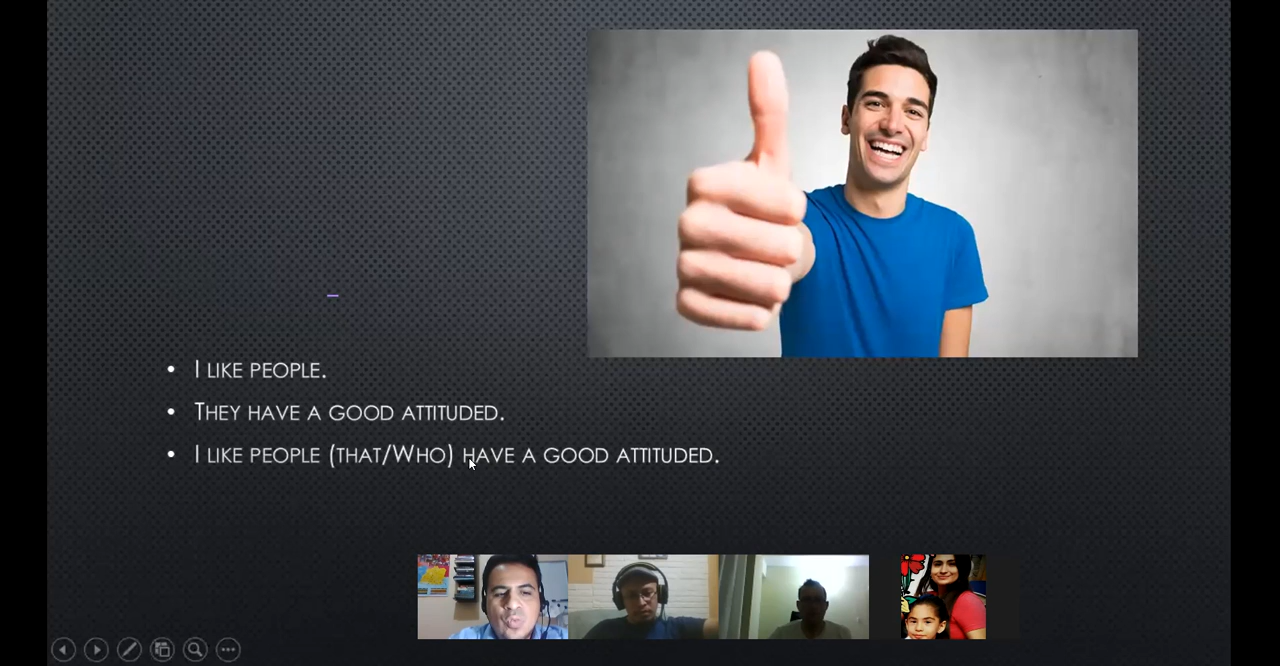 • I LIKE PEOPLE.
• THEY HAVE A GOOD ATTITUDED.
• I LIKE PEOPLE (THAT/WHO) HAVE A GOOD ATTITUDED.